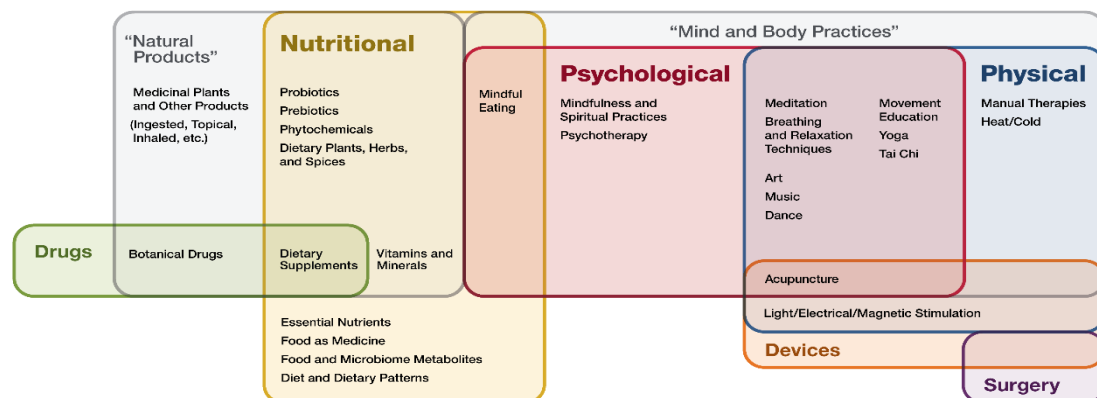 “Natural
Products”
Medicinal Plants
and Other Products
(Ingested, Topical,
Inhaled, etc.)
Nutritional
Probiotics
Prebiotics
Phytochemicals
Dietary Plants, Herbs,
and Spices
“Mind and Body Practices”
Mindful
Eating
Psychological
Mindfulness and
Spiritual Practices
Psychotherapy
Meditation
Breathing
and Relaxation
Techniques
Art
Music
Dance
Movement
Education
Yoga
Tai Chi
Physical
Manual Therapies
Heat/Cold
Drugs
Botanical Drugs
Dietary
Supplements
Vitamins and
Minerals
Acupuncture
Light/Electrical/Magnetic Stimulation
Essential Nutrients
Food as Medicine
Food and Microbiome Metabolites
Diet and Dietary Patterns
Devices
Surgery